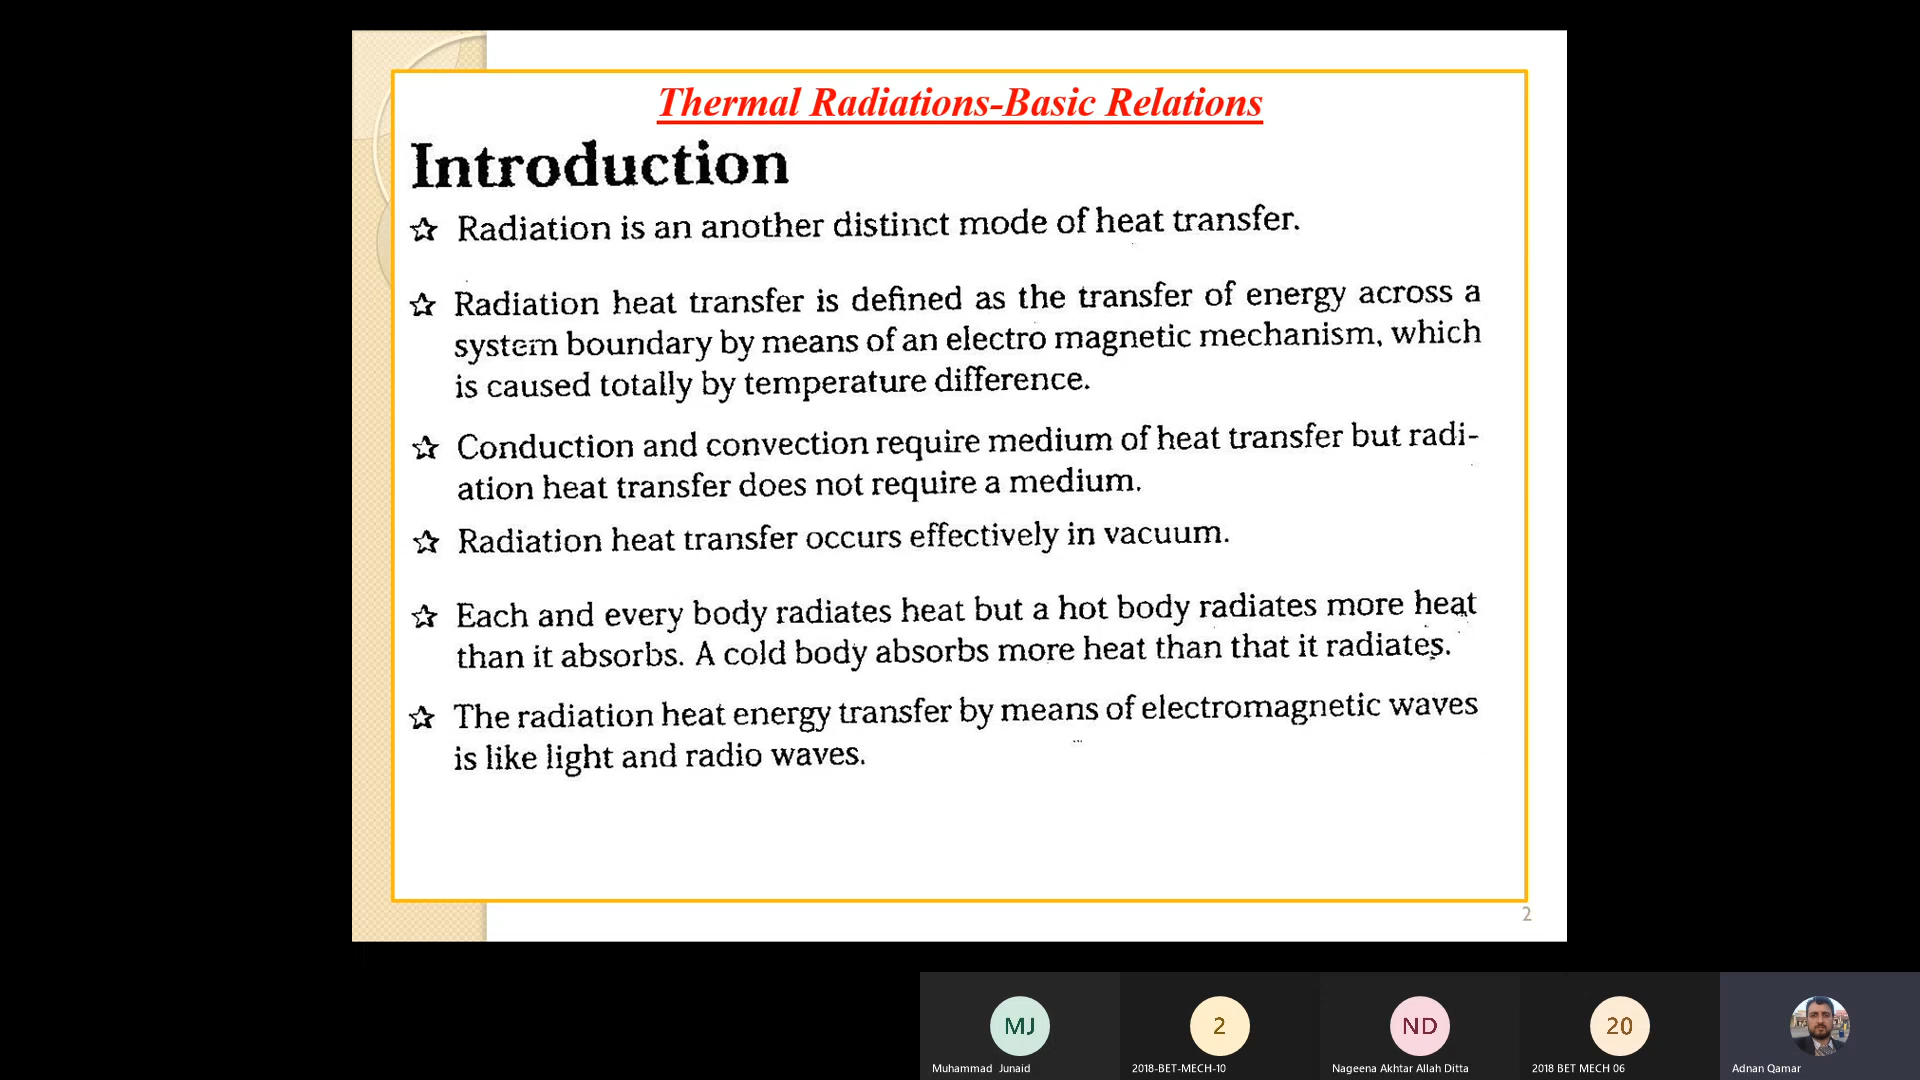 Thermal Radiations-Basic Relations
Introduction
☆ Radiation is an another distinct mode of heat transfer.
☆ Radiation heat transfer is defined as the transfer of energy across a
system boundary by means of an electro magnetic mechanism, which
is caused totally by temperature difference.
☆ Conduction and convection require medium of heat transfer but radi-
ation heat transfer does not require a medium.
☆ Radiation heat transfer occurs effectively in vacuum.
☆ Each and every body radiates heat but a hot body radiates more heat
than it absorbs. A cold body absorbs more heat than that it radiates.
☆ The radiation heat energy transfer by means of electromagnetic waves
is like light and radio waves.
2
MJ
2
ND
20
Muhammad Junaid
2018-BET-MECH-10
Nageena Akhtar Allah Ditta
2018 BET MECH 06
Adnan Qamar